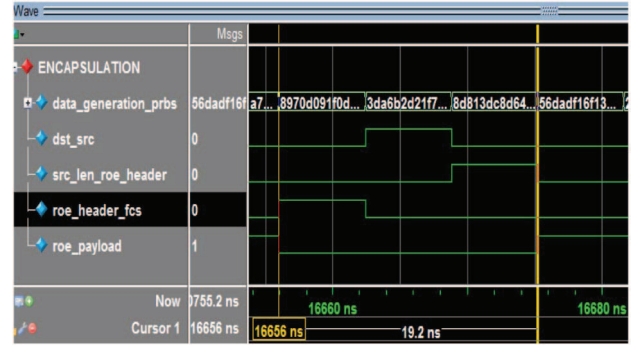 Wave
Msgs
ENCAPSULATION
data_generation_prbs 56dadf16f a7... 8970d091f0d... 3da6b2d21f7... 8d813dc8d64... 56dadf16f13...
dst_src 0
src_len_roe_header 0
roe_header_fcs 0
roe_payload 1
Now 0755.2 ns 16660 ns 16680 ns
Cursor 1 16656 ns 16656 ns 19.2 ns